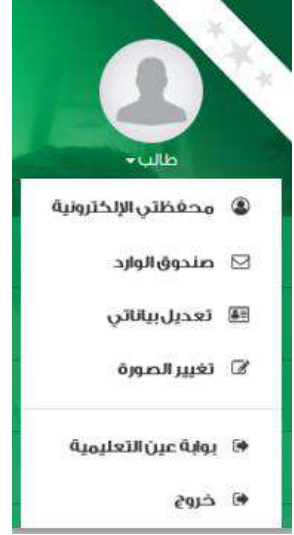 طالب
محفظتي الإلكترونية
صندوق الوارد
تعديل بياناتي
تغيير الصورة
بوابة عين التعليمية
خروج